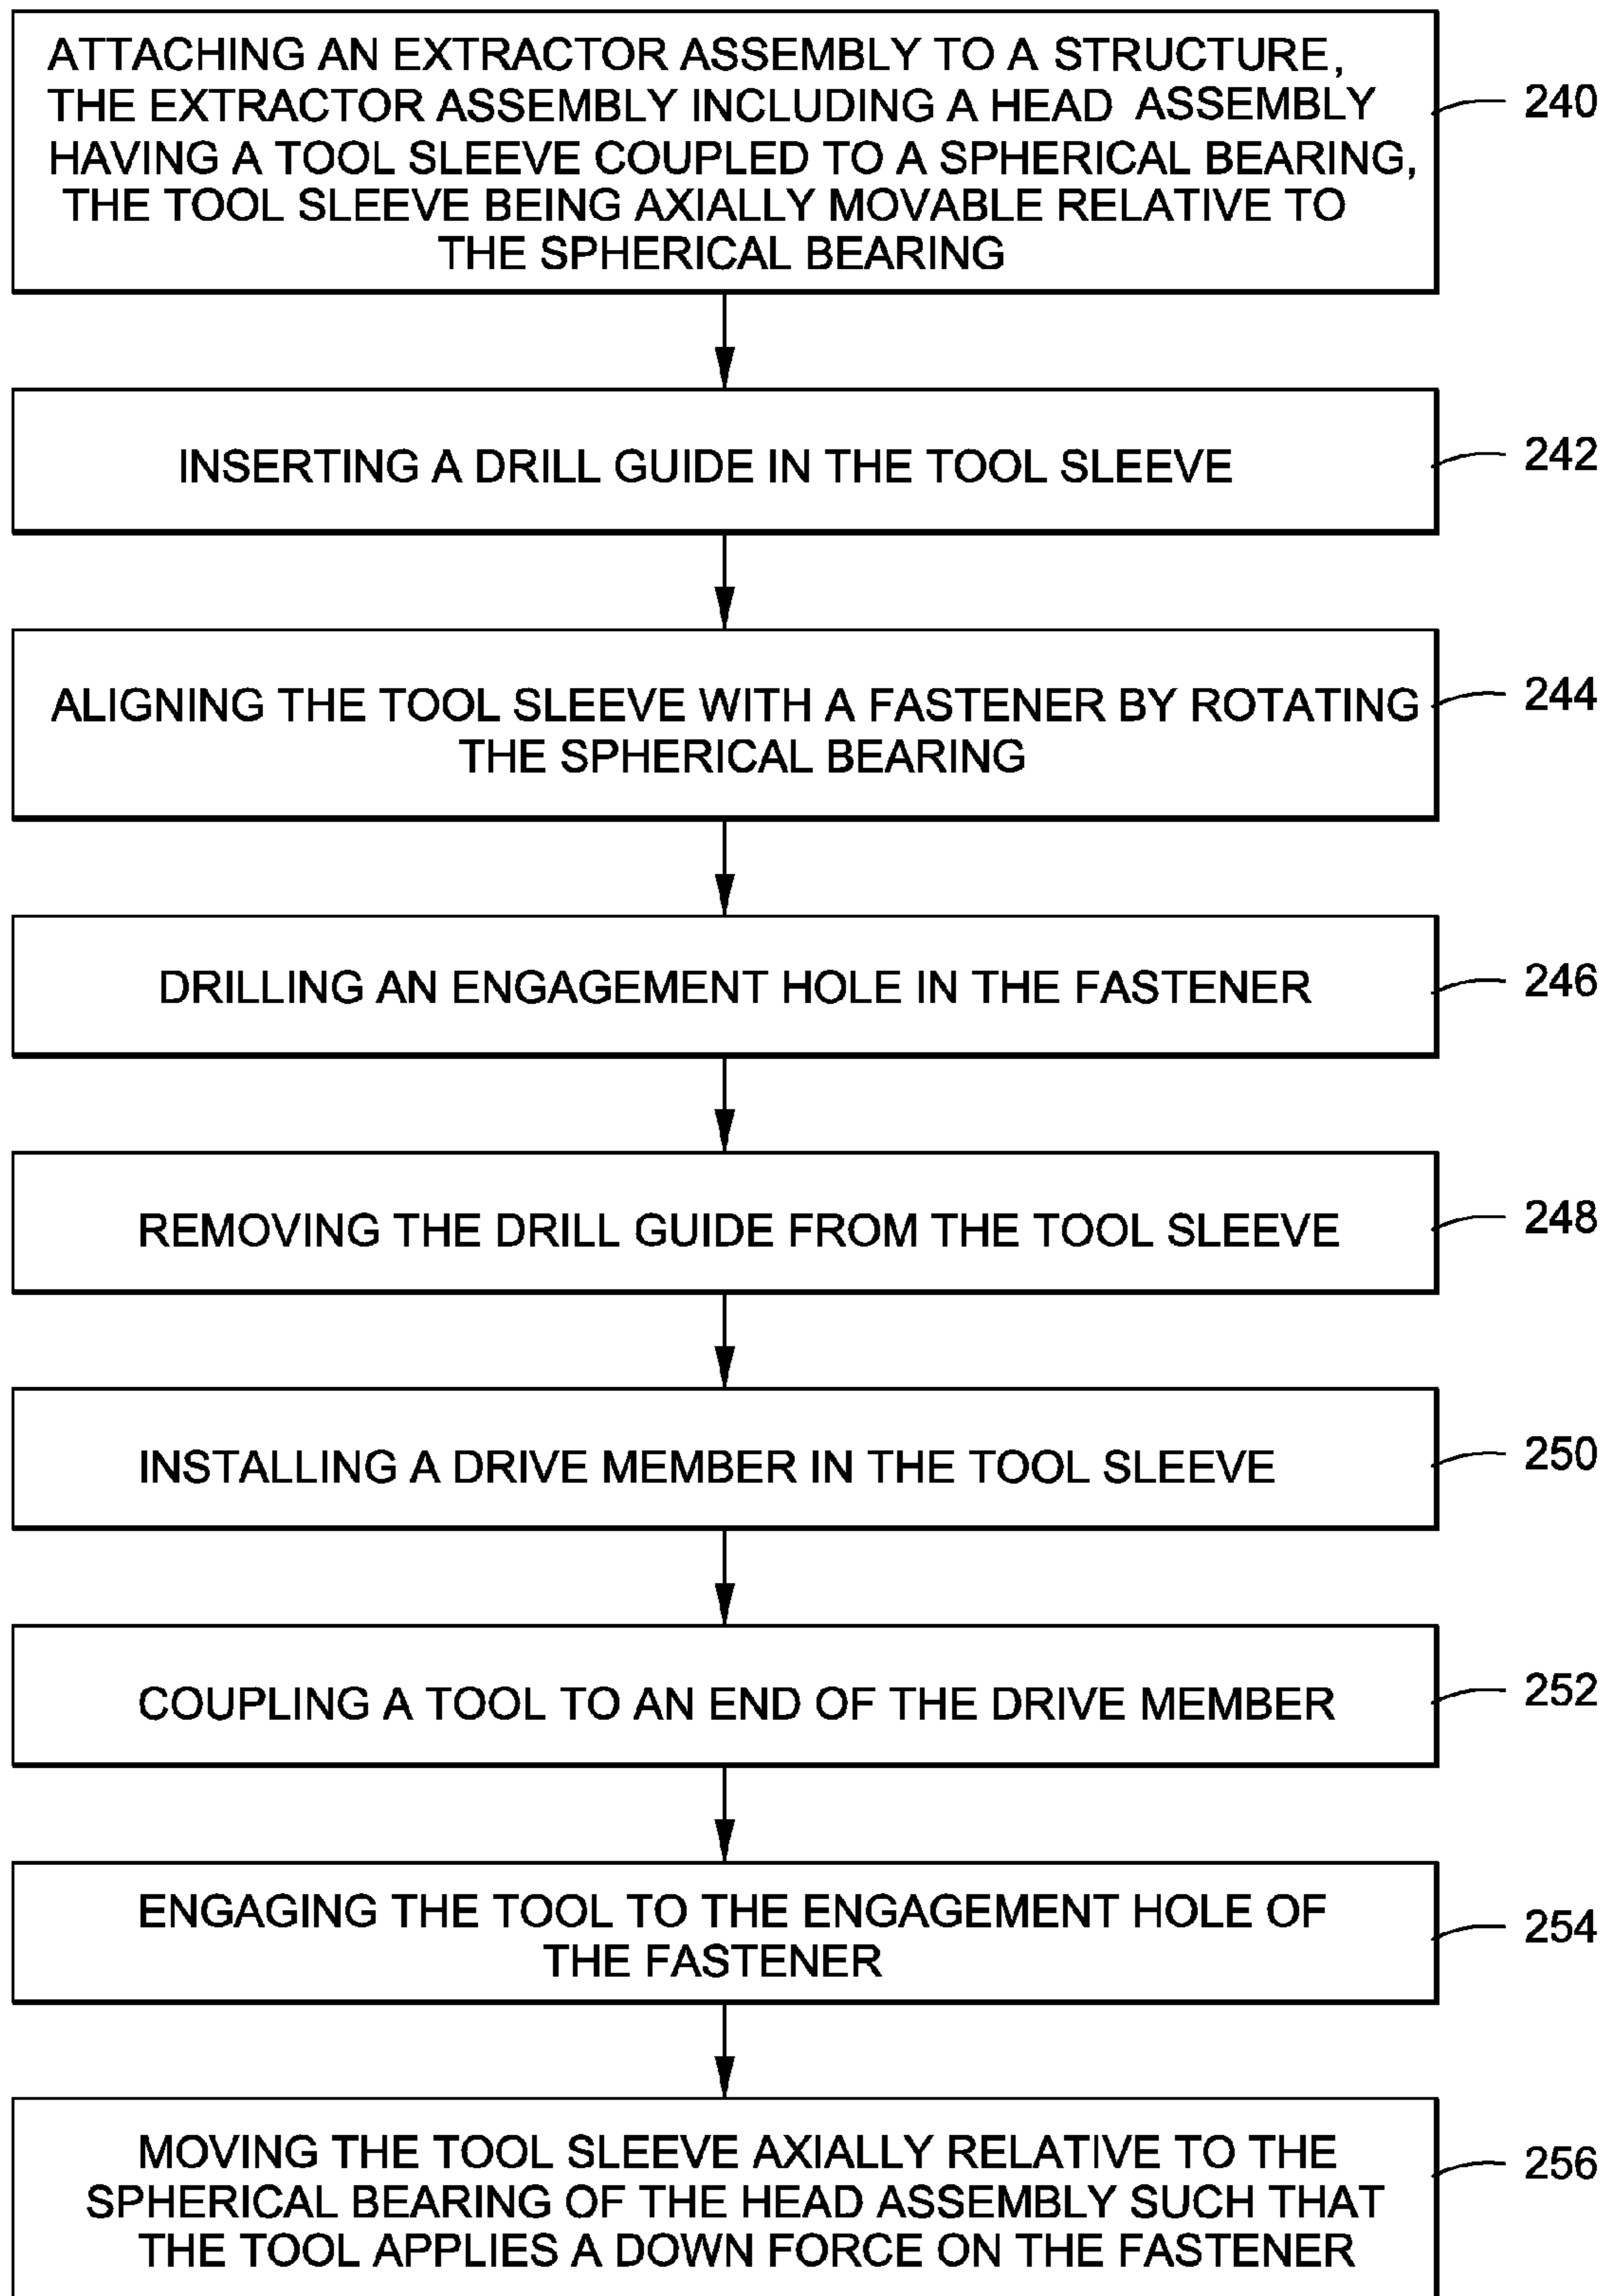 ATTACHING AN EXTRACTOR ASSEMBLY TO A STRUCTURE,
THE EXTRACTOR ASSEMBLY INCLUDING A HEAD ASSEMBLY
HAVING A TOOL SLEEVE COUPLED TO A SPHERICAL BEARING,
THE TOOL SLEEVE BEING AXIALLY MOVABLE RELATIVE TO
THE SPHERICAL BEARING
240
INSERTING A DRILL GUIDE IN THE TOOL SLEEVE
242
ALIGNING THE TOOL SLEEVE WITH A FASTENER BY ROTATING
THE SPHERICAL BEARING
244
DRILLING AN ENGAGEMENT HOLE IN THE FASTENER
246
REMOVING THE DRILL GUIDE FROM THE TOOL SLEEVE
248
INSTALLING A DRIVE MEMBER IN THE TOOL SLEEVE
250
COUPLING A TOOL TO AN END OF THE DRIVE MEMBER
252
ENGAGING THE TOOL TO THE ENGAGEMENT HOLE OF
THE FASTENER
254
MOVING THE TOOL SLEEVE AXIALLY RELATIVE TO THE
SPHERICAL BEARING OF THE HEAD ASSEMBLY SUCH THAT
THE TOOL APPLIES A DOWN FORCE ON THE FASTENER
256